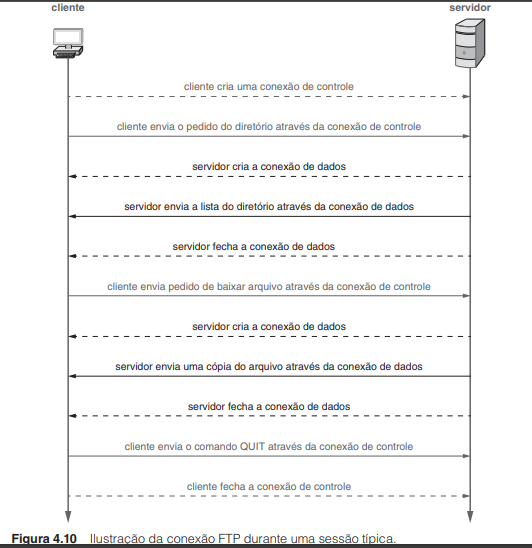 cliente
servidor
cliente cria uma conexão de controle
cliente envia o pedido do diretório através da conexão de controle
servidor cria a conexão de dados
servidor envia a lista do diretório através da conexão de dados
servidor fecha a conexão de dados
cliente envia pedido de baixar arquivo através da conexão de controle
servidor cria a conexão de dados
servidor envia uma cópia do arquivo através da conexão de dados
servidor fecha a conexão de dados
cliente envia o comando QUIT através da conexão de controle
cliente fecha a conexão de controle
Figura 4.10 Ilustração da conexão FTP durante uma sessão típica.